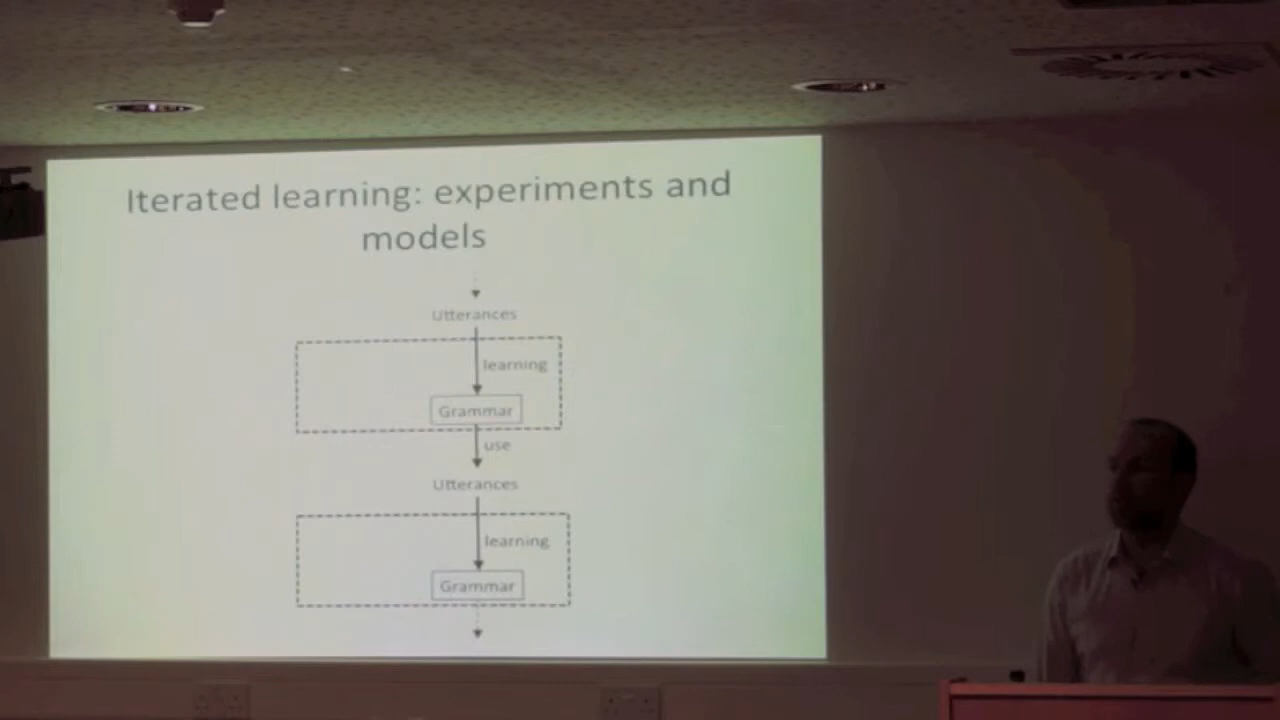 Iterated learning: experiments and
models
Utterances
learning
Grammar
use
Utterances
learning
Grammar